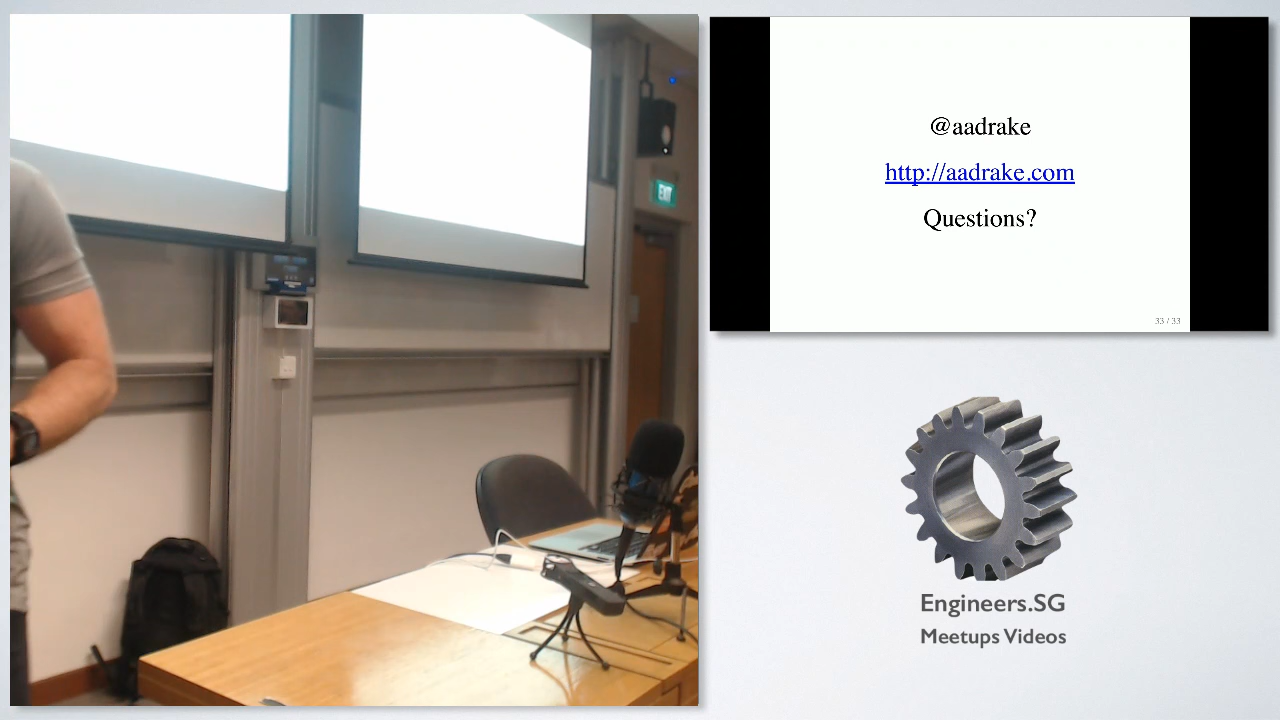 EXIT
@aadrake
http://aadrake.com
Questions?
33 / 33
Engineers.SG
Meetups Videos